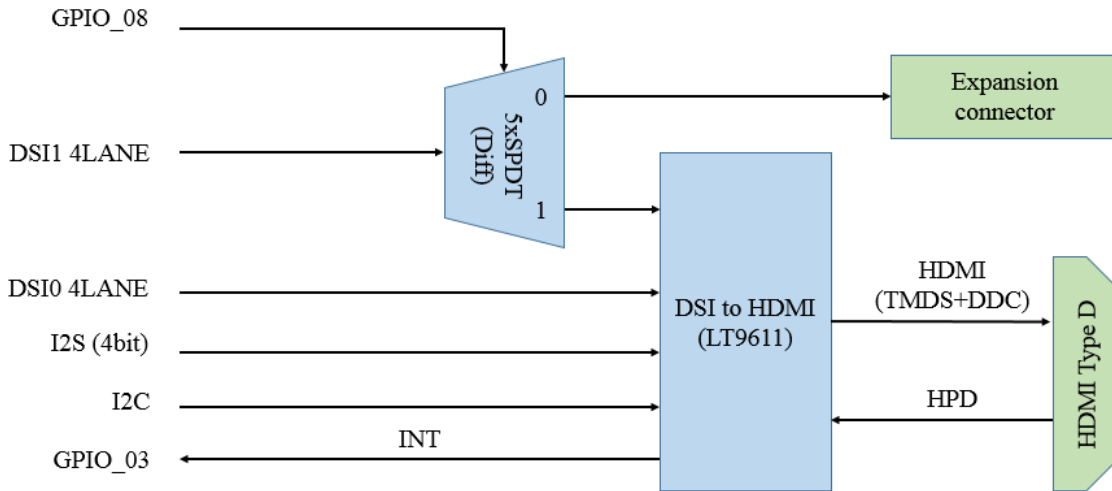 GPIO_08
DSI1 4LANE
0
5xSPDT
(Diff)
1
Expansion
connector
DSI0 4LANE
I2S (4bit)
I2C
GPIO_03
INT
DSI to HDMI
(LT9611)
HDMI
(TMDS+DDC)
HPD
HDMI Type D